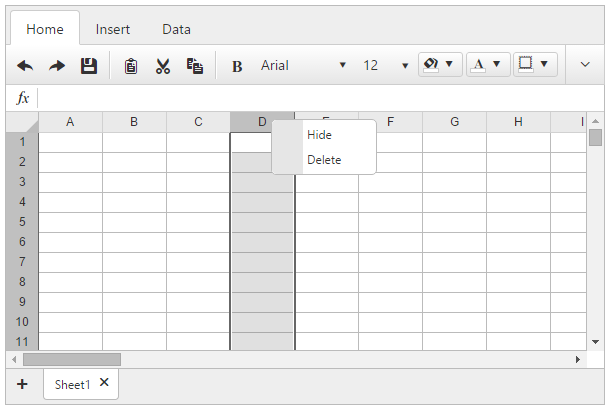 Home Insert Data
B Arial 12 A
fx
A B C D E F G H I
Hide
1
Delete
2
3
4
5
6
7
8
9
10
11
+ Sheet1 ✕